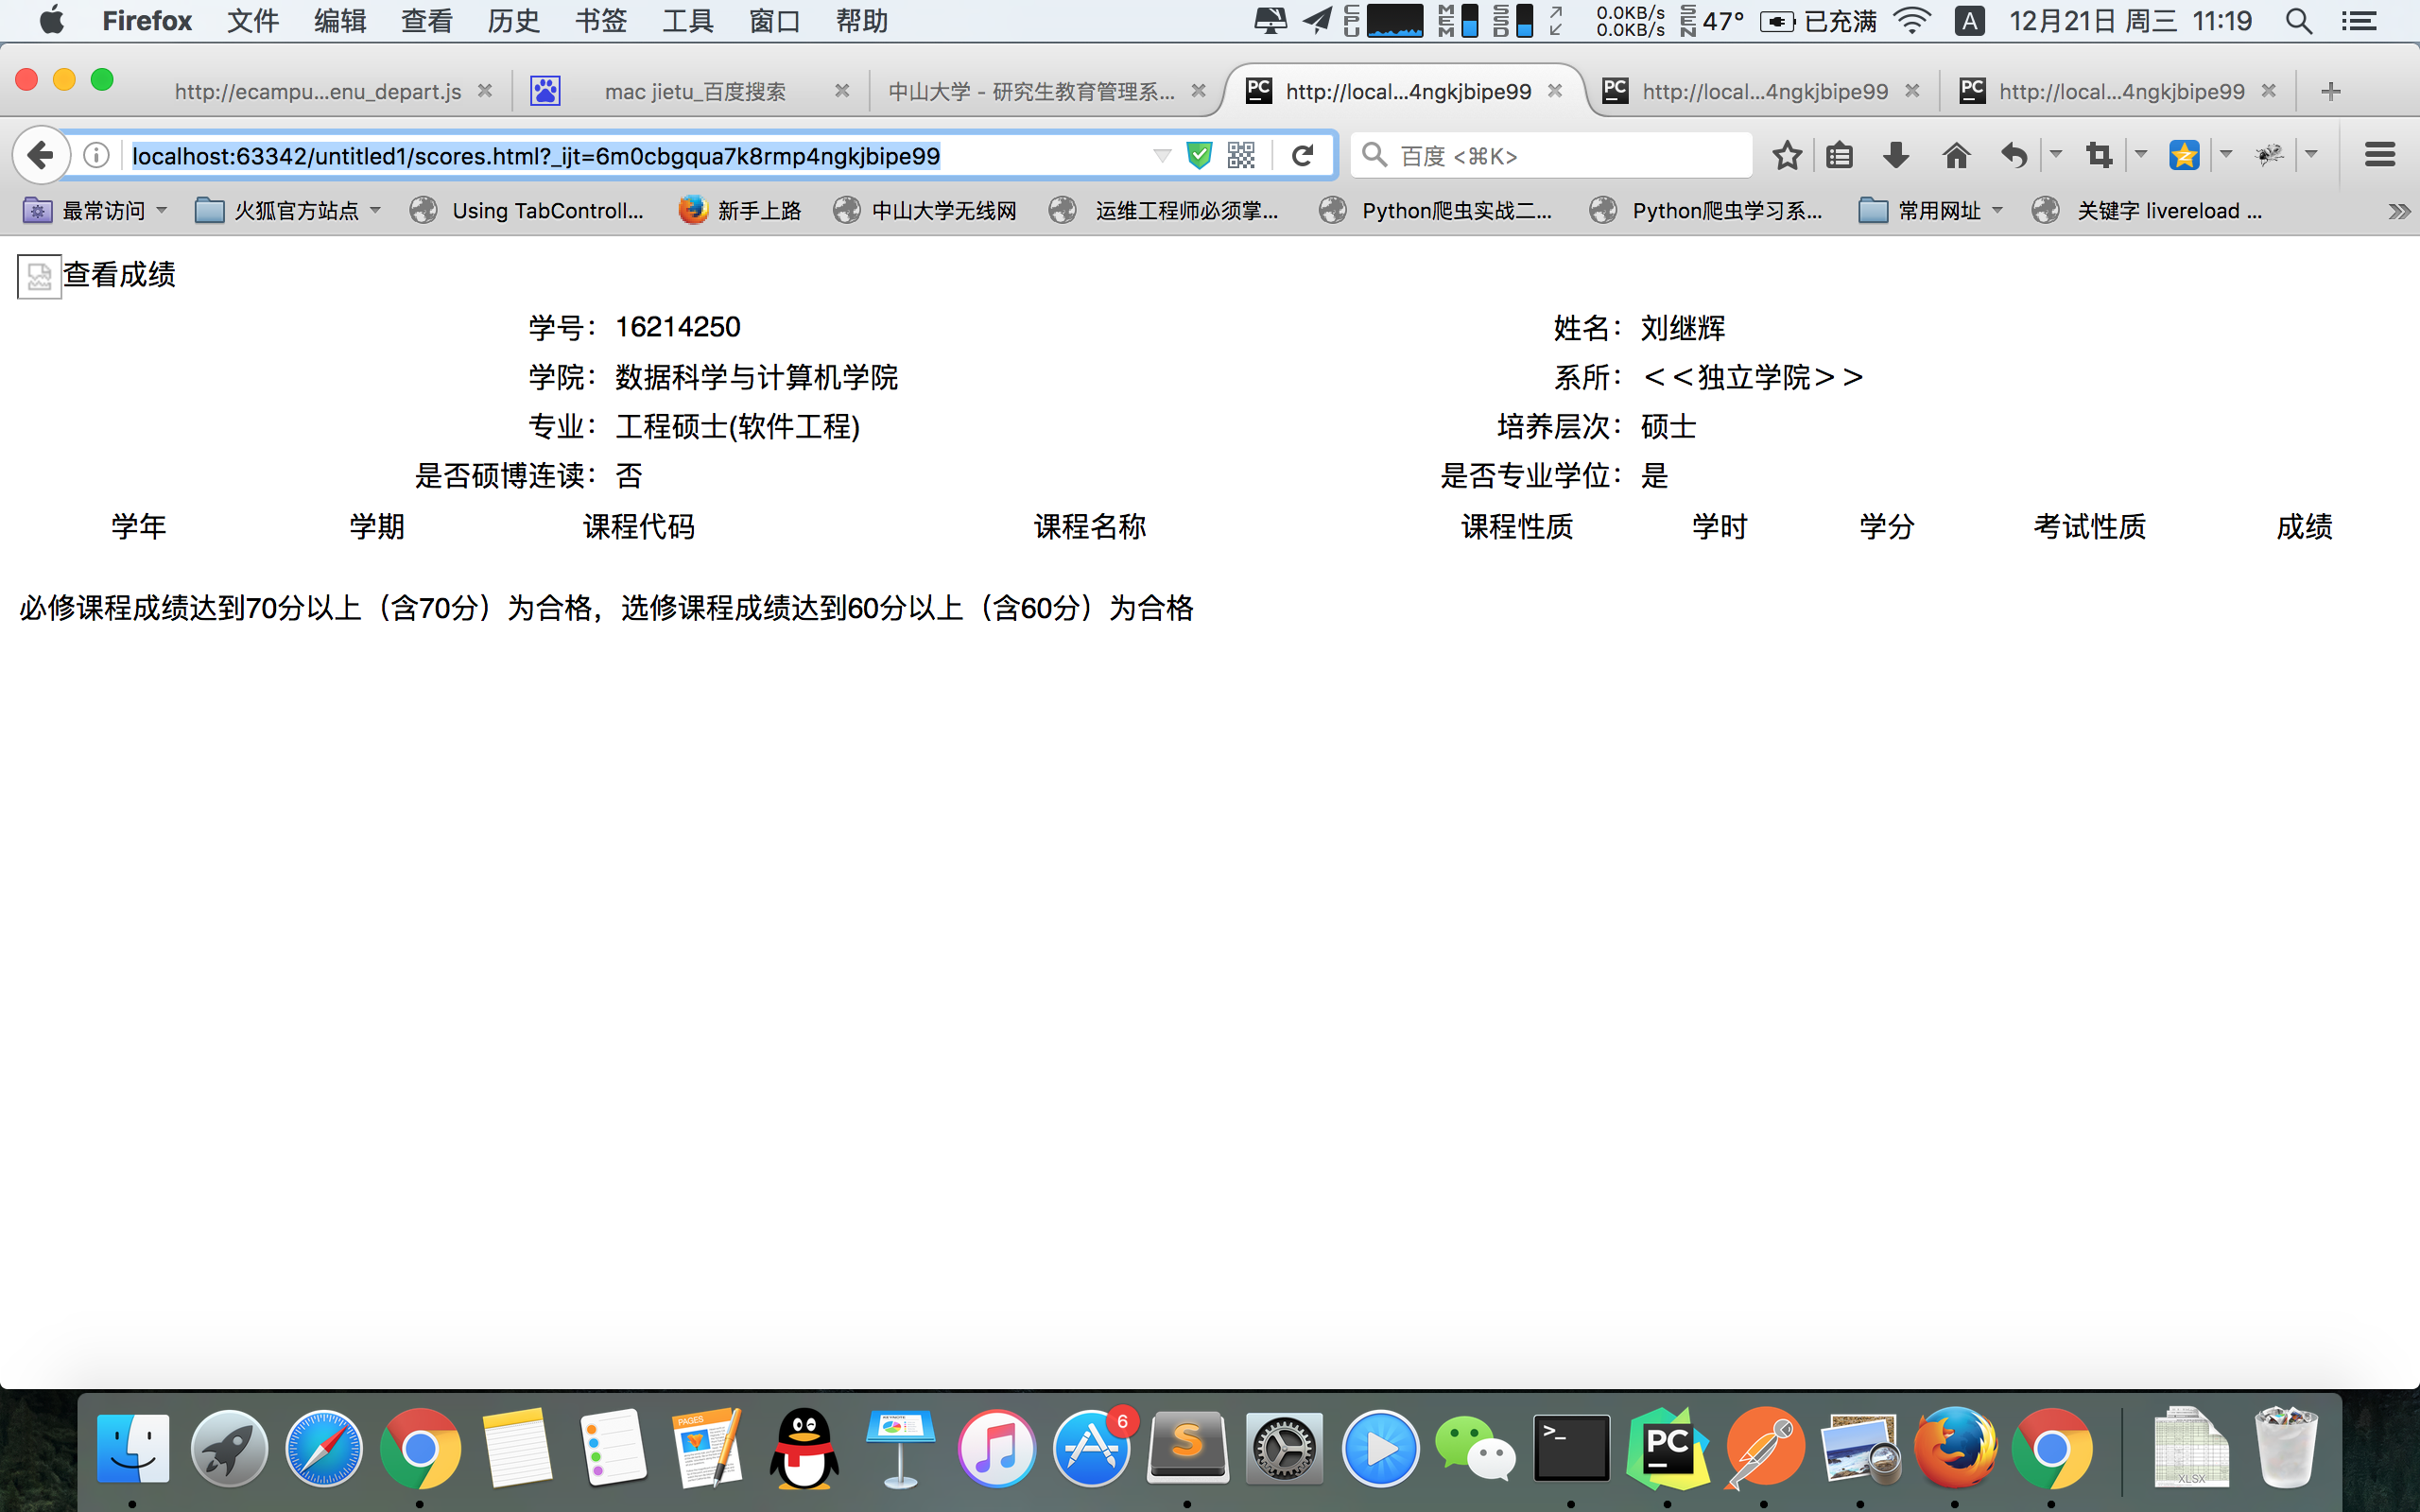 Firefox 文件 编辑 查看 历史 书签 工具 窗口 帮助 CPU MEM SSD 0.0KB/s 0.0KB/s SEN 47° 已充满 A 12月21日 周三 11:19
http://ecampu...enu_depart.js mac jietu_百度搜索 中山大学 - 研究生教育管理系... PC http://local...4ngkjbipe99 PC http://local...4ngkjbipe99 PC http://local...4ngkjbipe99
localhost:63342/untitled1/scores.html?_ijt=6m0cbgqua7k8rmp4ngkjbipe99 百度 <⌘K>
最常访问 火狐官方站点 Using TabControll... 新手上路 中山大学无线网 运维工程师必须掌... Python爬虫实战二... Python爬虫学习系... 常用网址 关键字 livereload ...
查看成绩
学号： 16214250 姓名： 刘继辉
学院： 数据科学与计算机学院 系所： <<独立学院>>
专业： 工程硕士(软件工程) 培养层次： 硕士
是否硕博连读： 否 是否专业学位： 是
学年 学期 课程代码 课程名称 课程性质 学时 学分 考试性质 成绩
必修课程成绩达到70分以上（含70分）为合格，选修课程成绩达到60分以上（含60分）为合格
PAGES KEYNOTE 6 S >_ PC XLSX